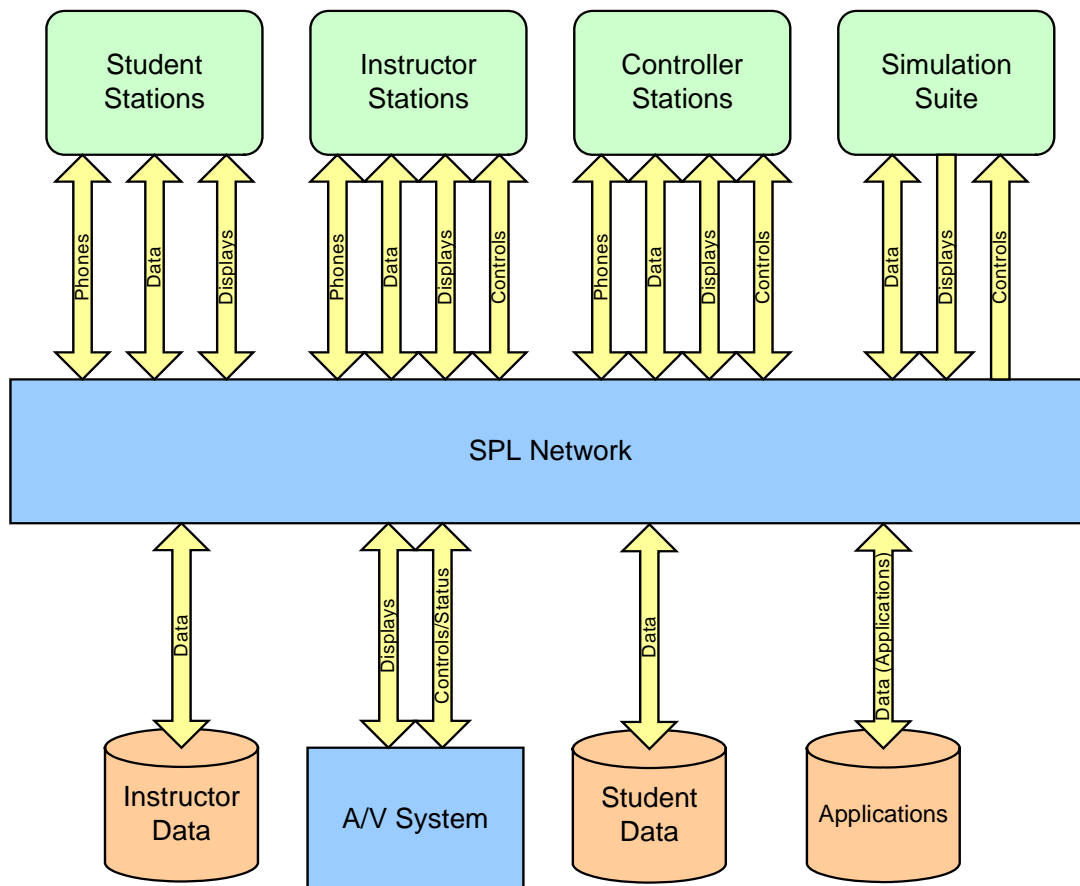 Student
Stations
Instructor
Stations
Controller
Stations
Simulation
Suite
Phones
Data
Displays
Phones
Data
Displays
Controls
Phones
Data
Displays
Controls
Data
Displays
Controls
SPL Network
Data
Displays
Controls/Status
Data
Data (Applications)
Instructor
Data
A/V System
Student
Data
Applications